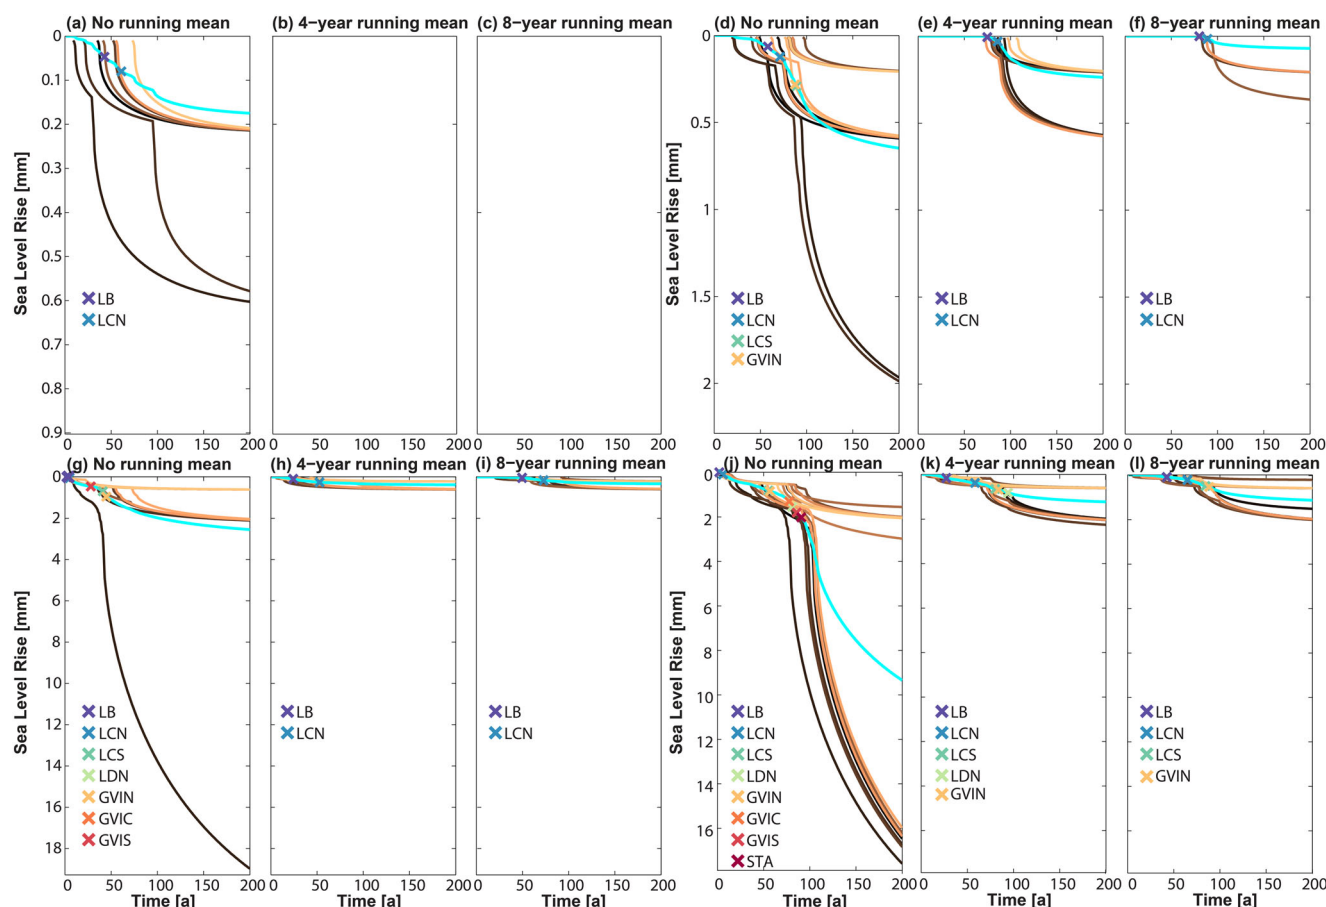 (a) No running mean
(b) 4-year running mean
(c) 8-year running mean
(d) No running mean
(e) 4-year running mean
(f) 8-year running mean
0
0.1
0.2
0.3
0.4
0.5
0.6
0.7
0.8
0.9
Sea Level Rise [mm]
LB
LCN
0 50 100 150 200
0 50 100 150 200
0 50 100 150 200
0
0.5
1
1.5
2
Sea Level Rise [mm]
LB
LCN
LCS
GVIN
LB
LCN
LB
LCN
0 50 100 150 200
0 50 100 150 200
0 50 100 150 200
(g) No running mean
(h) 4-year running mean
(i) 8-year running mean
(j) No running mean
(k) 4-year running mean
(l) 8-year running mean
0
2
4
6
8
10
12
14
16
18
Sea Level Rise [mm]
LB
LCN
LCS
LDN
GVIN
GVIC
GVIS
LB
LCN
LB
LCN
0 50 100 150 200
0 50 100 150 200
0 50 100 150 200
Time [a]
Time [a]
Time [a]
0
2
4
6
8
10
12
14
16
Sea Level Rise [mm]
LB
LCN
LCS
LDN
GVIN
GVIC
GVIS
STA
LB
LCN
LCS
LDN
GVIN
LB
LCN
LCS
GVIN
0 50 100 150 200
0 50 100 150 200
0 50 100 150 200
Time [a]
Time [a]
Time [a]